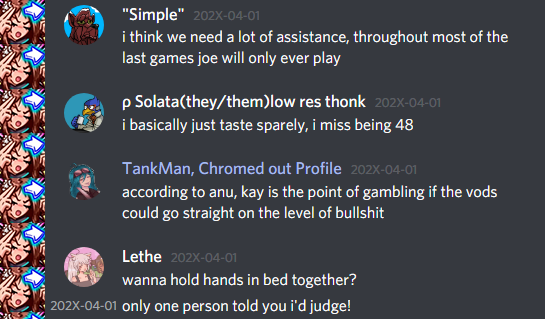 "Simple" 202X-04-01
i think we need a lot of assistance, throughout most of the
last games joe will only ever play
ρ Solata(they/them)low res thonk 202X-04-01
i basically just taste sparely, i miss being 48
TankMan, Chromed out Profile 202X-04-01
according to anu, kay is the point of gambling if the vods
could go straight on the level of bullshit
Lethe 202X-04-01
wanna hold hands in bed together?
202X-04-01 only one person told you i'd judge!